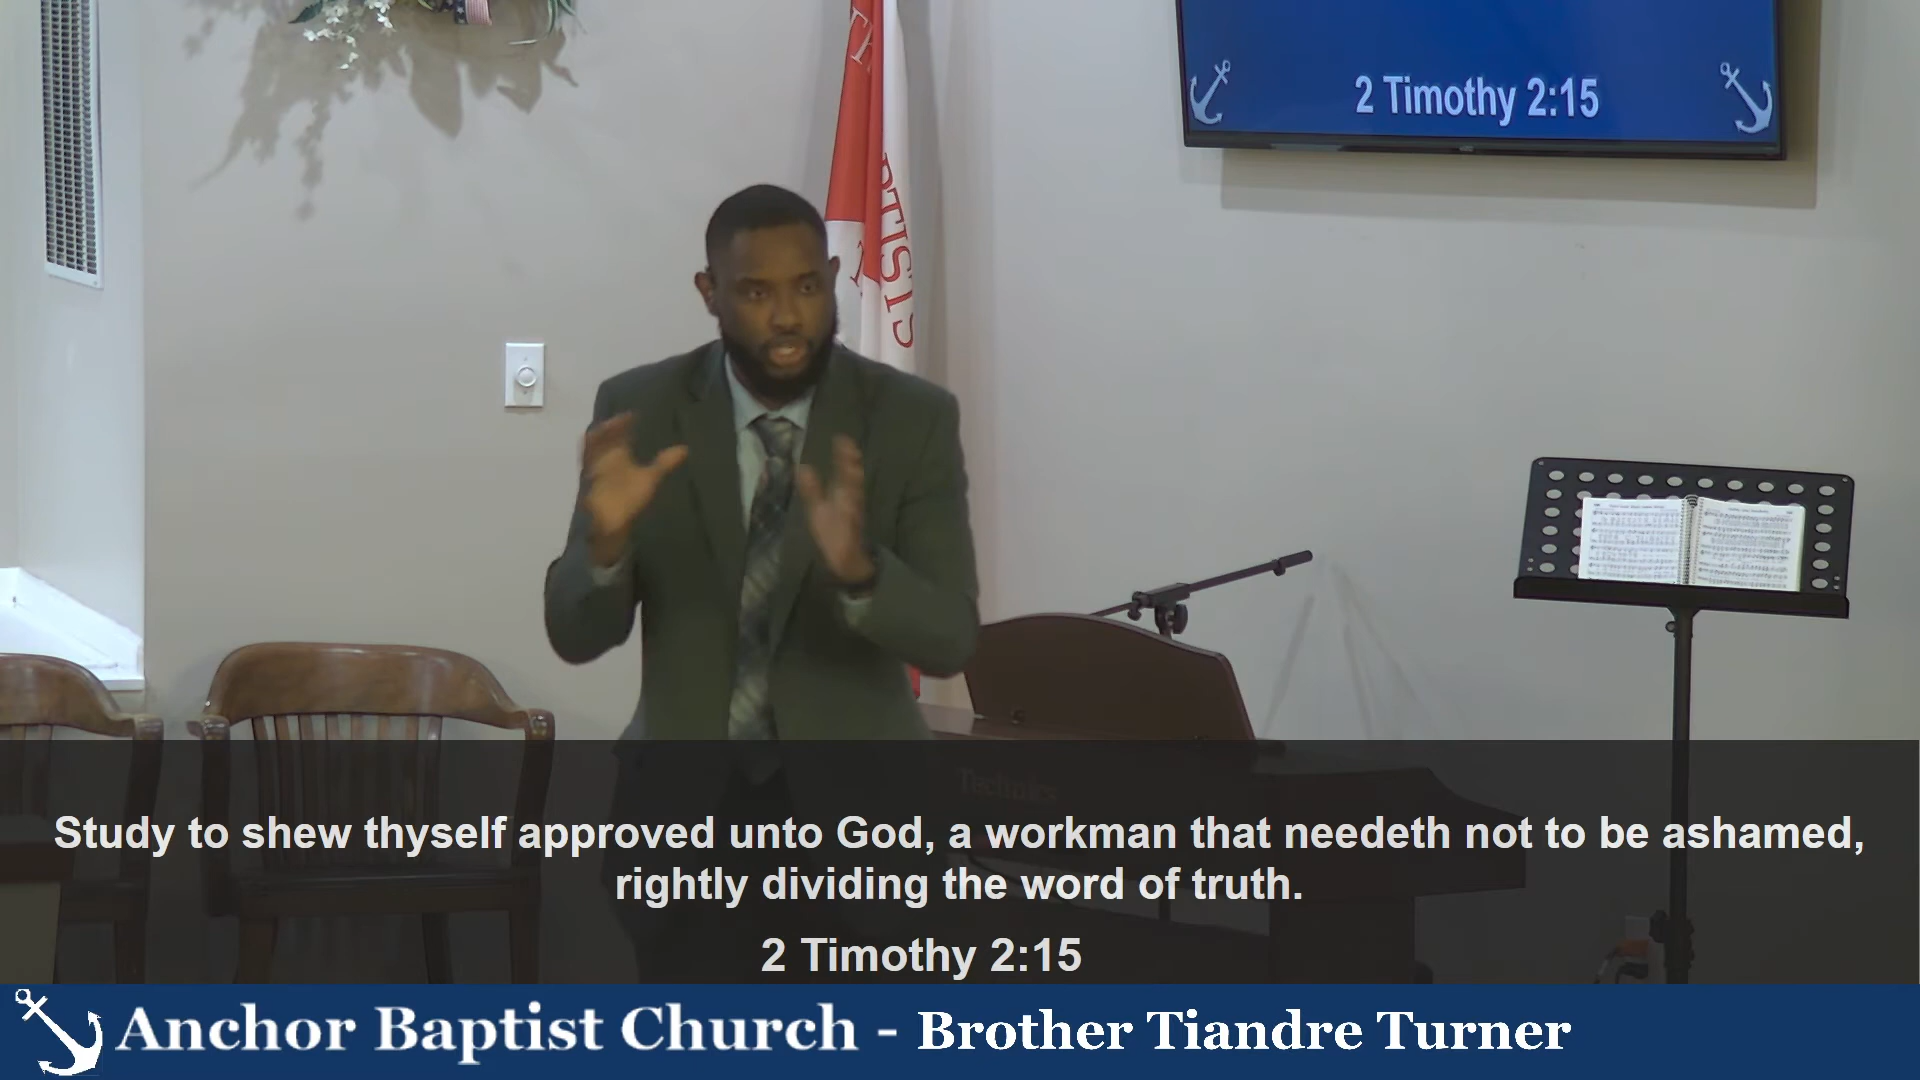 2 Timothy 2:15
Technics
Study to shew thyself approved unto God, a workman that needeth not to be ashamed,
rightly dividing the word of truth.
2 Timothy 2:15
Anchor Baptist Church - Brother Tiandre Turner